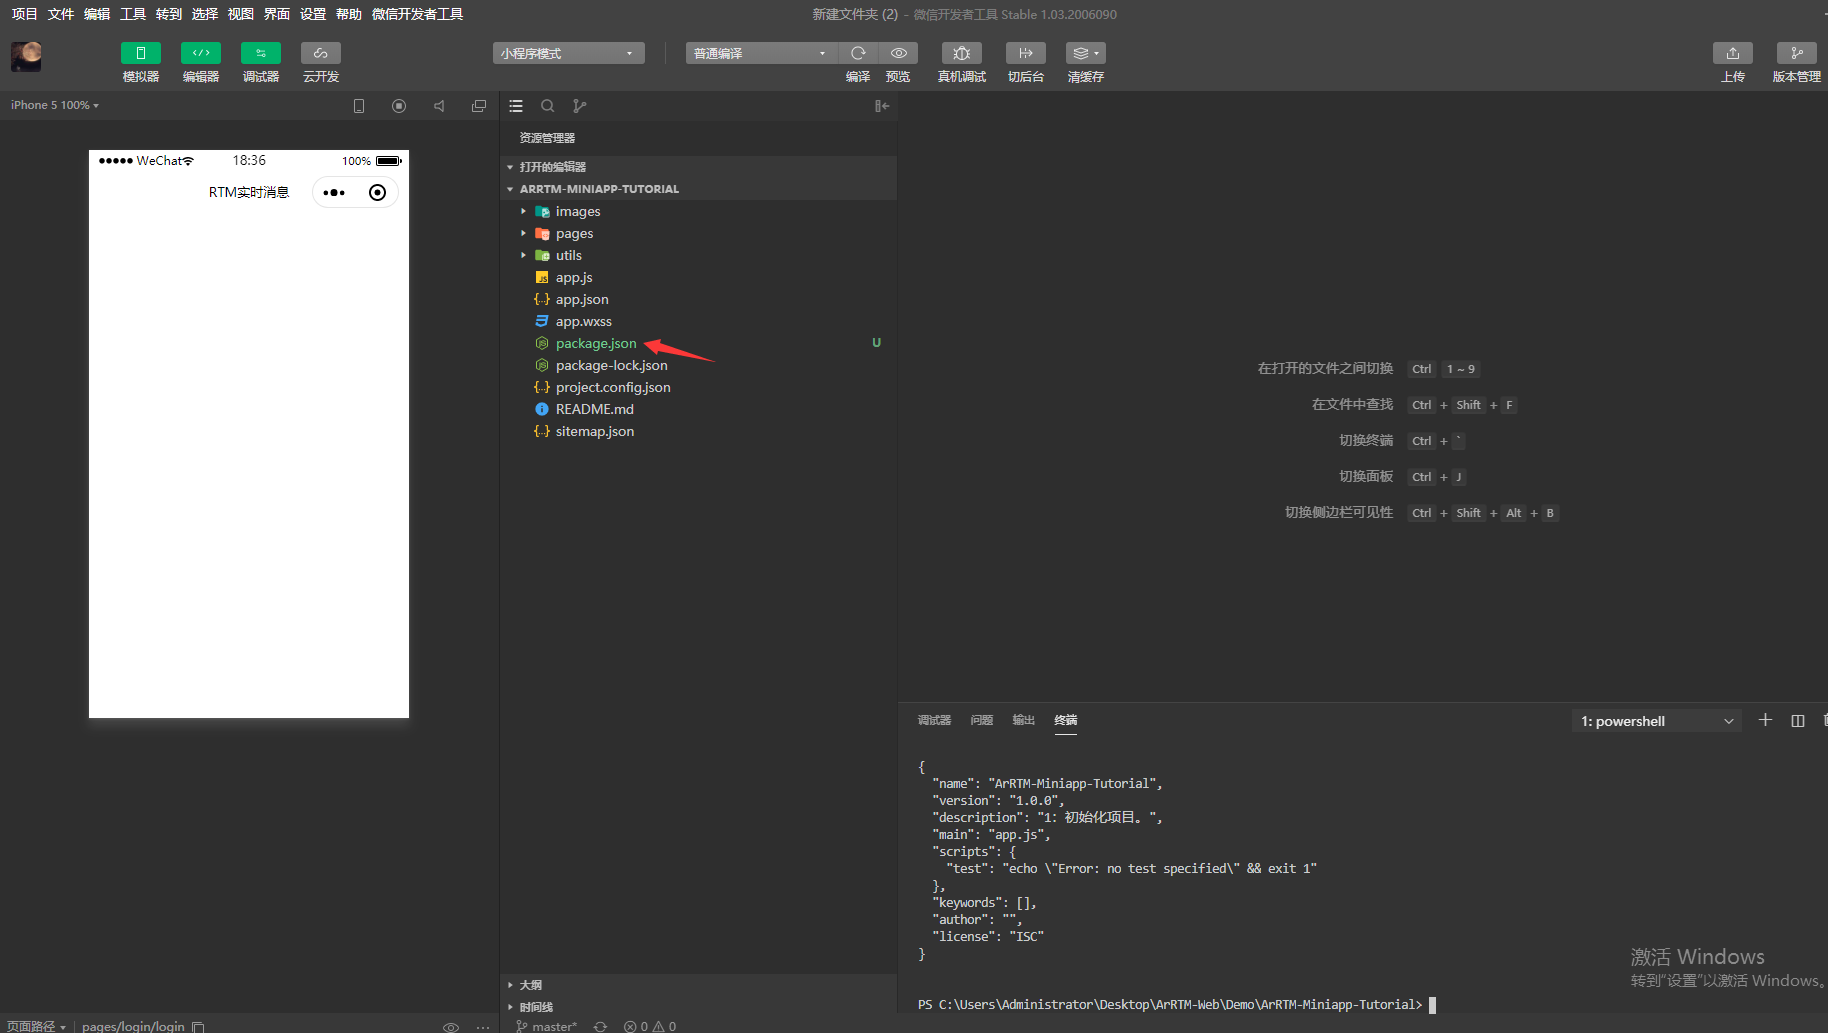 项目 文件 编辑 工具 转到 选择 视图 界面 设置 帮助 微信开发者工具
新建文件夹 (2) - 微信开发者工具 Stable 1.03.2006090
小程序模式
普通编译
模拟器 编辑器 调试器 云开发
编译 预览 真机调试 切后台 清缓存
上传 版本管理
iPhone 5 100%
WeChat 18:36 100%
RTM实时消息
资源管理器
打开的编辑器
ARRTM-MINIAPP-TUTORIAL
images
pages
utils
app.js
app.json
app.wxss
package.json U
package-lock.json
project.config.json
README.md
sitemap.json
大纲
时间线
在打开的文件之间切换 Ctrl 1 ~ 9
在文件中查找 Ctrl + Shift + F
切换终端 Ctrl + `
切换面板 Ctrl + J
切换侧边栏可见性 Ctrl + Shift + Alt + B
调试器 问题 输出 终端
1: powershell
{
"name": "ArRTM-Miniapp-Tutorial",
"version": "1.0.0",
"description": "1: 初始化项目。",
"main": "app.js",
"scripts": {
"test": "echo \"Error: no test specified\" && exit 1"
},
"keywords": [],
"author": "",
"license": "ISC"
}
PS C:\Users\Administrator\Desktop\ArRTM-Web\Demo\ArRTM-Miniapp-Tutorial>
激活 Windows
转到"设置"以激活 Windows。
页面路径 pages/login/login
master* 0 0